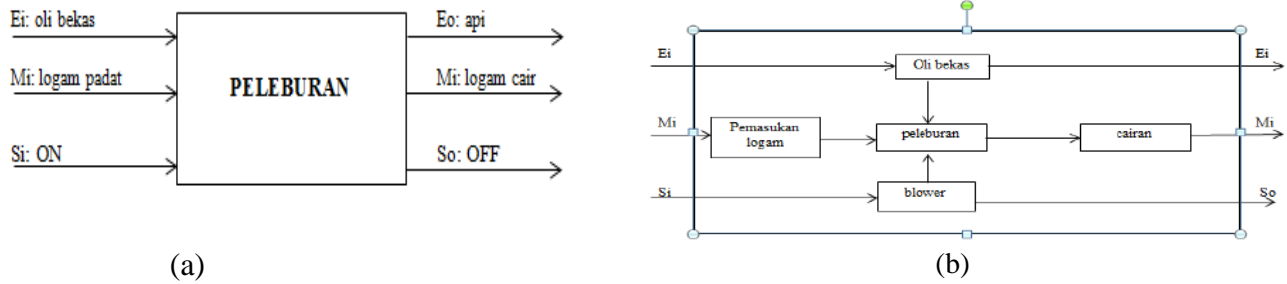 Ei: oli bekas
Mi: logam padat
Si: ON
PELEBURAN
Eo: api
Mi: logam cair
So: OFF
(a)
Ei
Oli bekas
Ei
Mi
Pemasukan
logam
peleburan
cairan
Mi
Si
blower
So
(b)